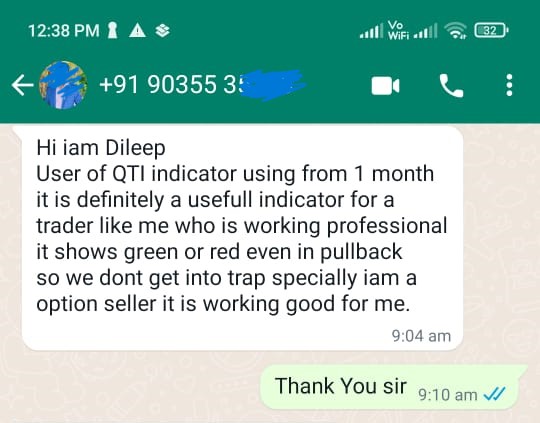 12:38 PM
Vo
WiFi
32
+91 90355 3
Hi iam Dileep
User of QTI indicator using from 1 month
it is definitely a usefull indicator for a
trader like me who is working professional
it shows green or red even in pullback
so we dont get into trap specially iam a
option seller it is working good for me.
9:04 am
Thank You sir 9:10 am